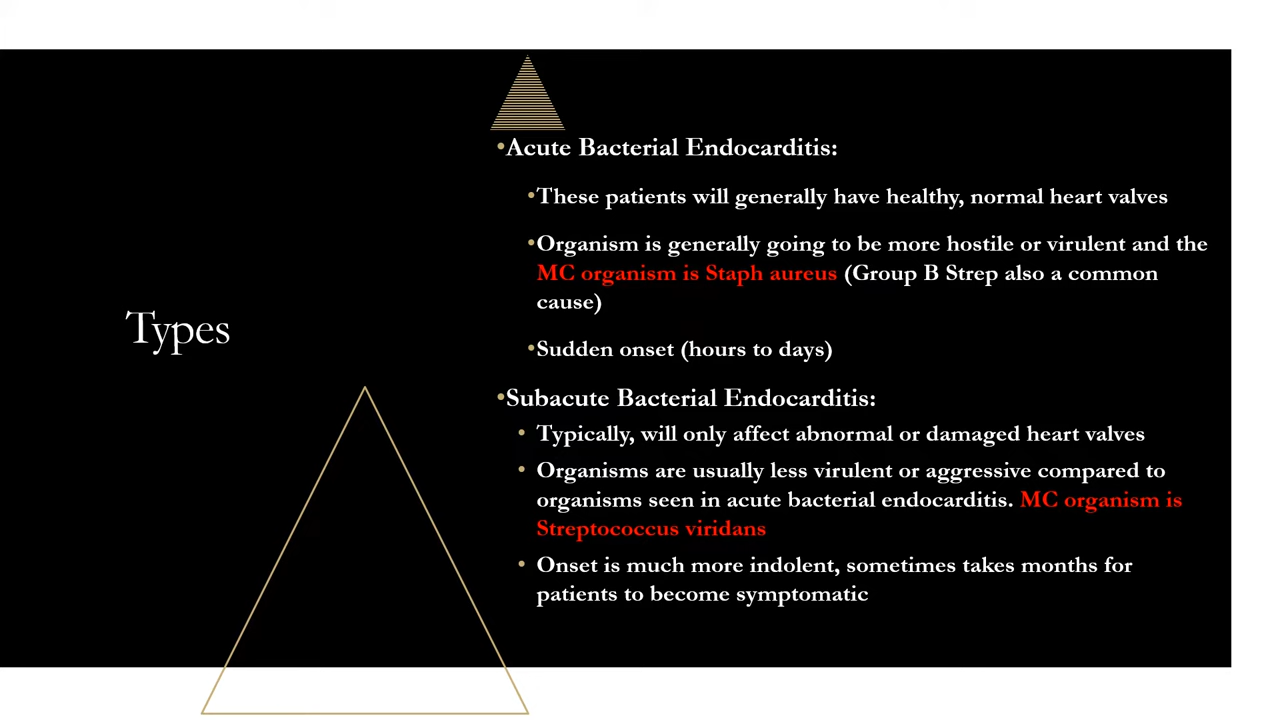 Types
•Acute Bacterial Endocarditis:
•These patients will generally have healthy, normal heart valves
•Organism is generally going to be more hostile or virulent and the
MC organism is Staph aureus (Group B Strep also a common
cause)
•Sudden onset (hours to days)
•Subacute Bacterial Endocarditis:
• Typically, will only affect abnormal or damaged heart valves
• Organisms are usually less virulent or aggressive compared to
organisms seen in acute bacterial endocarditis. MC organism is
Streptococcus viridans
• Onset is much more indolent, sometimes takes months for
patients to become symptomatic